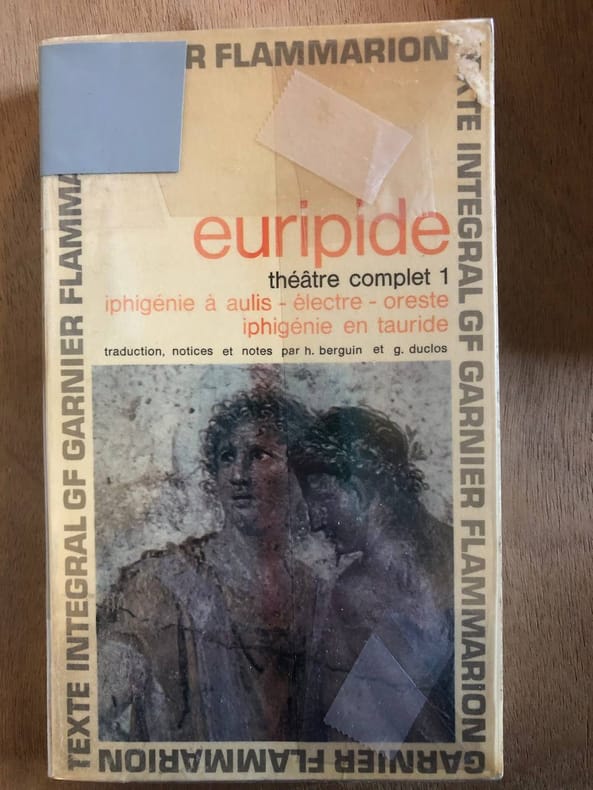 R FLAMMARION
TEXTE INTEGRAL GF GARNIER FLAMMARION
euripide
théâtre complet 1
iphigénie à aulis - électre - oreste
iphigénie en tauride
traduction, notices et notes par h. berguin et g. duclos
TEXTE INTEGRAL GF GARNIER FLAMMA
GARNIER FLAMMARION